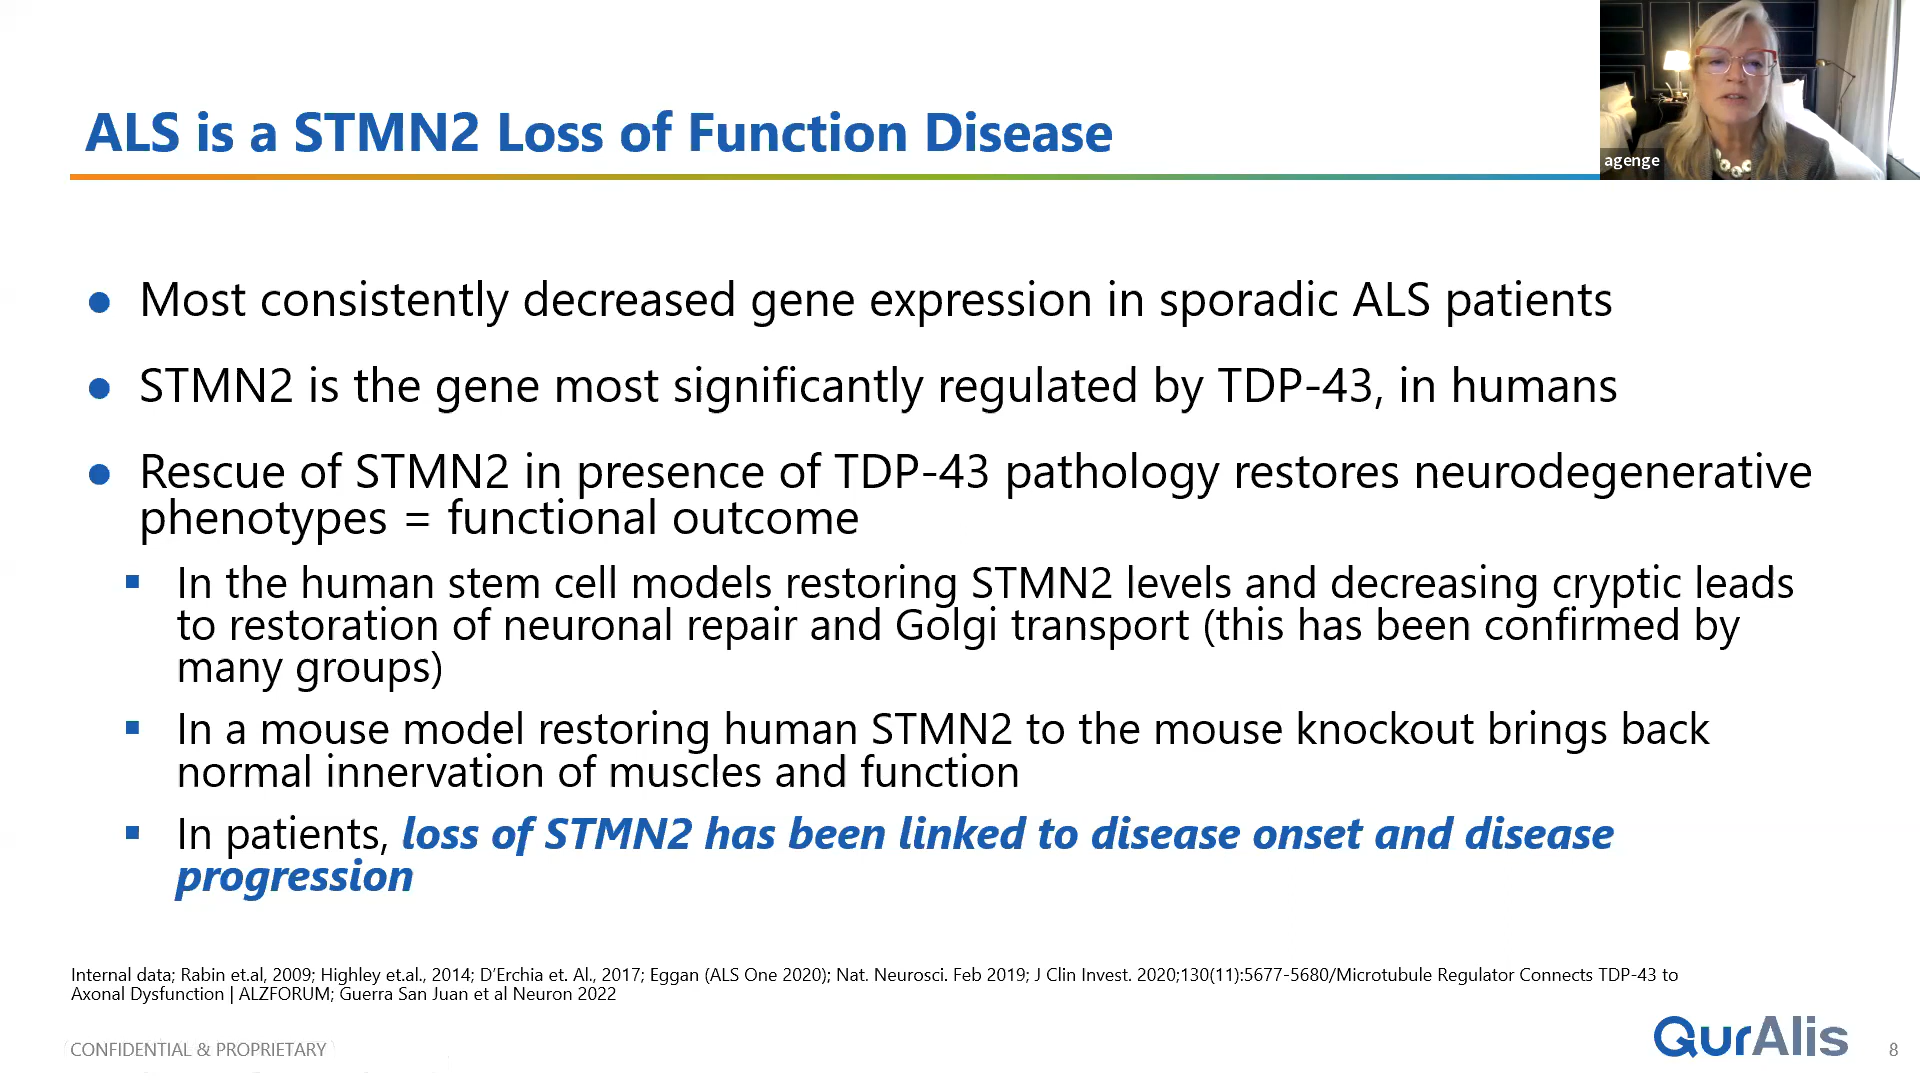 agenge
ALS is a STMN2 Loss of Function Disease
● Most consistently decreased gene expression in sporadic ALS patients
● STMN2 is the gene most significantly regulated by TDP-43, in humans
● Rescue of STMN2 in presence of TDP-43 pathology restores neurodegenerative
phenotypes = functional outcome
▪ In the human stem cell models restoring STMN2 levels and decreasing cryptic leads
to restoration of neuronal repair and Golgi transport (this has been confirmed by
many groups)
▪ In a mouse model restoring human STMN2 to the mouse knockout brings back
normal innervation of muscles and function
▪ In patients, loss of STMN2 has been linked to disease onset and disease
progression
Internal data; Rabin et.al, 2009; Highley et.al., 2014; D’Erchia et. Al., 2017; Eggan (ALS One 2020); Nat. Neurosci. Feb 2019; J Clin Invest. 2020;130(11):5677-5680/Microtubule Regulator Connects TDP-43 to
Axonal Dysfunction | ALZFORUM; Guerra San Juan et al Neuron 2022
CONFIDENTIAL & PROPRIETARY
QurAlis
8